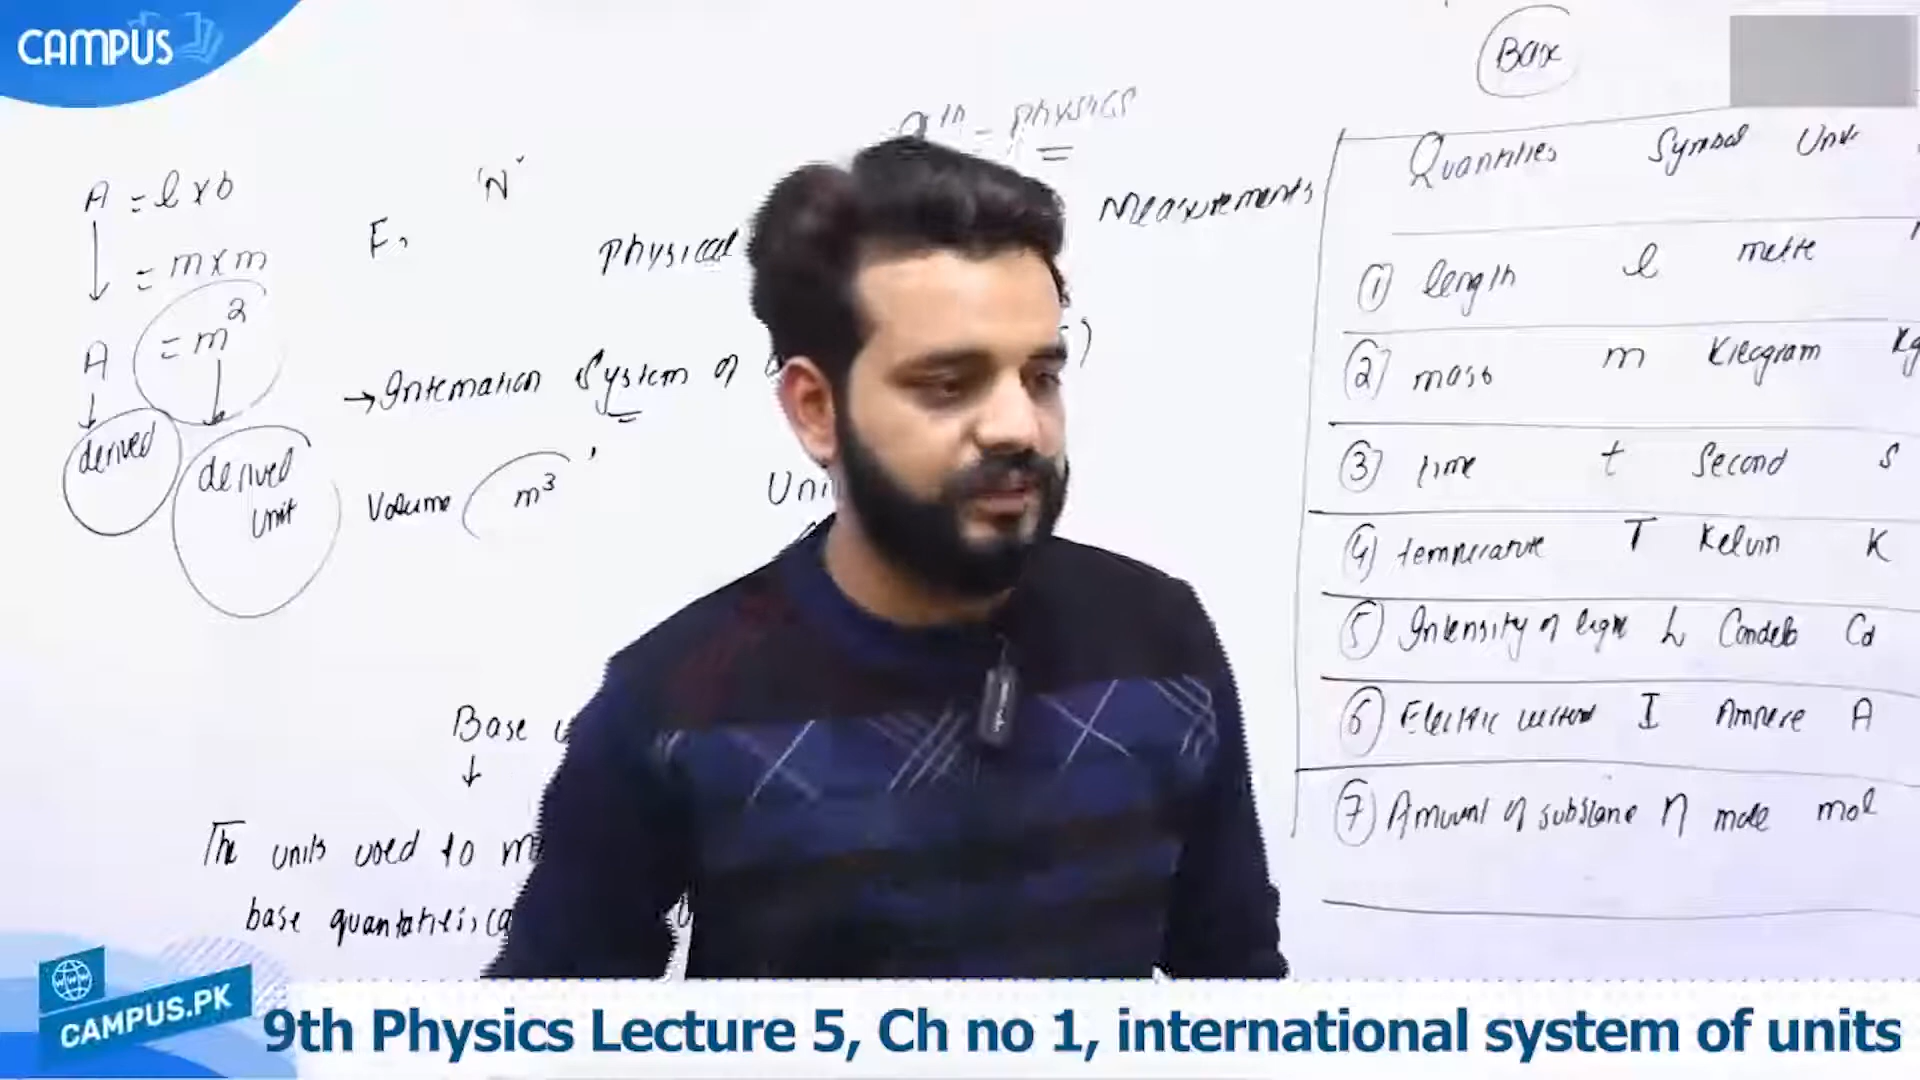 CAMPUS
Base
9th - PHYSICS
Measurements
Physical
A = l x b
= m x m
A = m²
derived
derived
unit
'N'
F,
→ Internation System of
Volume m³
Base
The units used to
base
Quantities Symbol
① length l metre
② mass m Kilogram kg
③ time t Second s
④ temperature T Kelvin K
⑤ Intensity of light L Candela Cd
⑥ Electric current I Ampere A
⑦ Amount of substance n mole mol
www
CAMPUS.PK
9th Physics Lecture 5, Ch no 1, international system of units